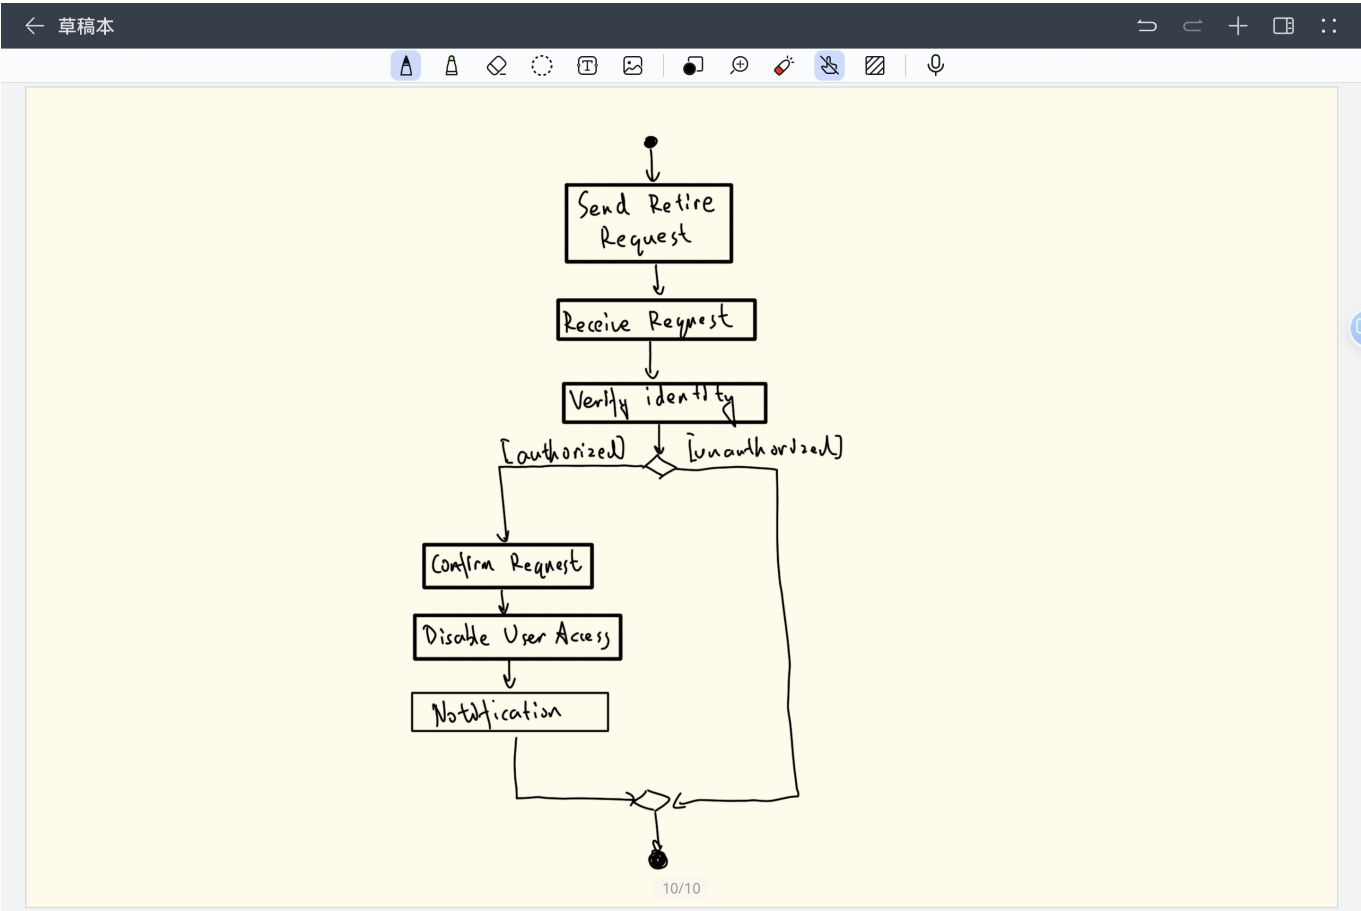 草稿本
Send Retire
Request
Receive Request
Verify identity
[authorized]
[unauthorized]
Confirm Request
Disable User Access
Notification
10/10